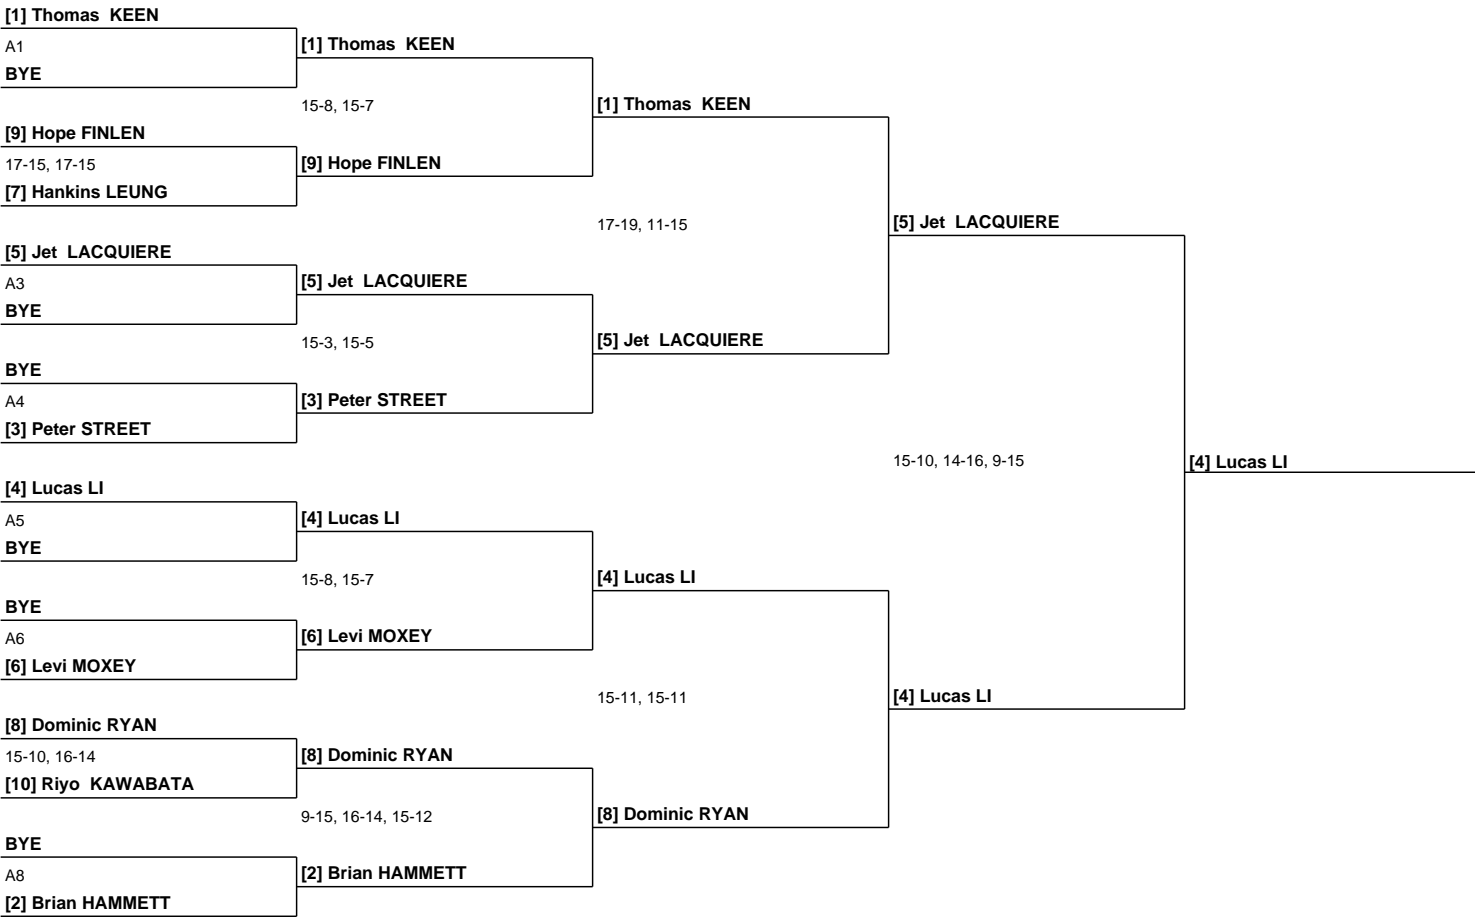 [1] Thomas  KEEN
A1
BYE
[9] Hope FINLEN
17-15, 17-15
[7] Hankins LEUNG
[5] Jet  LACQUIERE
A3
BYE
BYE
A4
[3] Peter STREET
[4] Lucas LI
A5
BYE
BYE
A6
[6] Levi MOXEY
[8] Dominic RYAN
15-10, 16-14
[10] Riyo  KAWABATA
BYE
A8
[2] Brian HAMMETT
[1] Thomas  KEEN
15-8, 15-7
[9] Hope FINLEN
[5] Jet  LACQUIERE
15-3, 15-5
[3] Peter STREET
[4] Lucas LI
15-8, 15-7
[6] Levi MOXEY
[8] Dominic RYAN
9-15, 16-14, 15-12
[2] Brian HAMMETT
[1] Thomas  KEEN
17-19, 11-15
[5] Jet  LACQUIERE
[4] Lucas LI
15-11, 15-11
[8] Dominic RYAN
[5] Jet  LACQUIERE
15-10, 14-16, 9-15
[4] Lucas LI
[4] Lucas LI